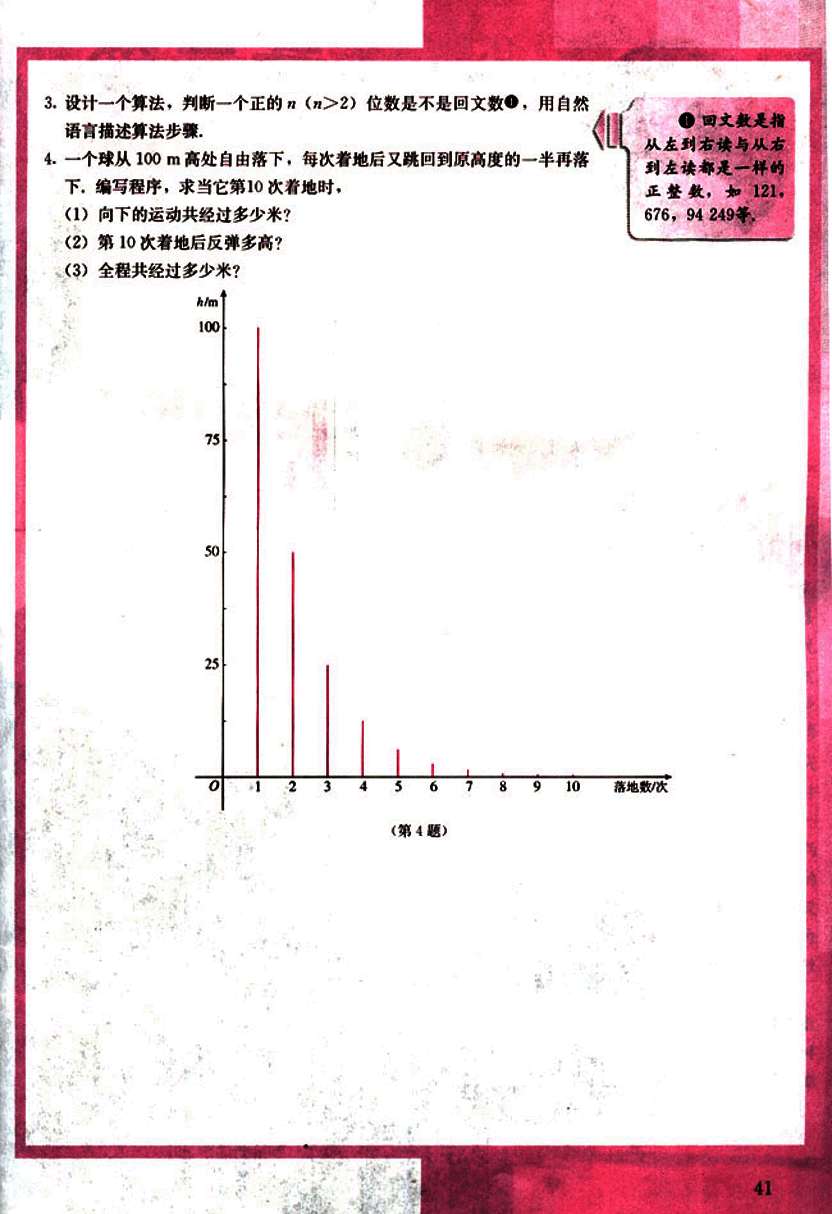 3. 设计一个算法，判断一个正的 n（n>2）位数是不是回文数❶，用自然
语言描述算法步骤.
4. 一个球从 100 m 高处自由落下，每次着地后又跳回到原高度的一半再落
下. 编写程序，求当它第10 次着地时，
（1）向下的运动共经过多少米？
（2）第 10 次着地后反弹多高？
（3）全程共经过多少米？
❶ 回文数是指
从左到右读与从右
到左读都是一样的
正整数，如 121，
676，94 249等.
h/m
100
75
50
25
O 1 2 3 4 5 6 7 8 9 10 落地数/次
（第 4 题）
41